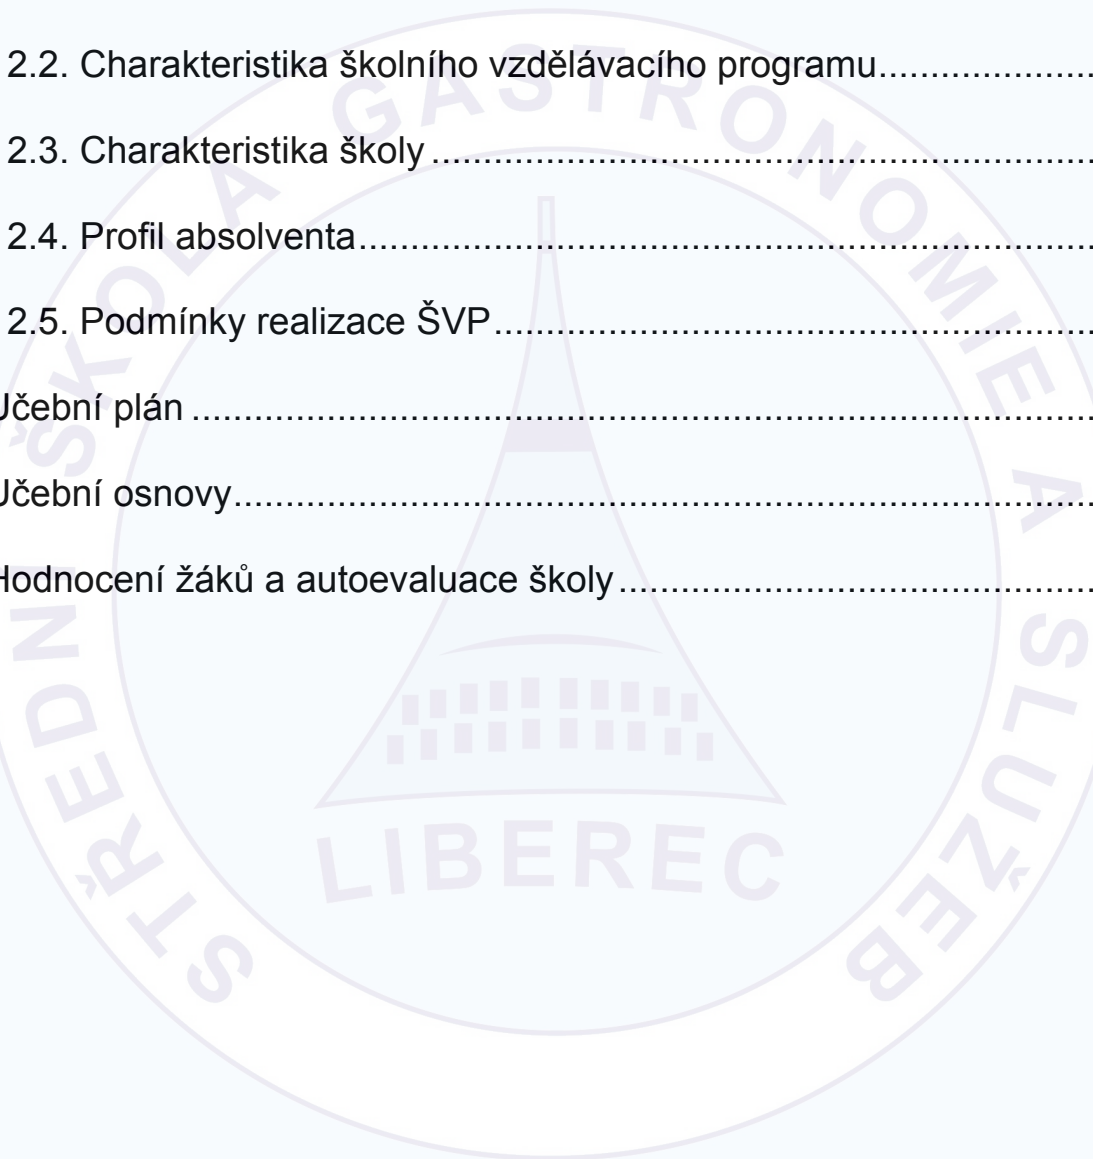 2.2. Charakteristika školního vzdělávacího programu....................
2.3. Charakteristika školy................................................................
2.4. Profil absolventa.......................................................................
2.5. Podmínky realizace ŠVP..........................................................
Učební plán......................................................................................
Učební osnovy..................................................................................
Hodnocení žáků a autoevaluace školy..............................................
STŘEDNÍ ŠKOLA GASTRONOMIE A SLUŽEB
LIBEREC